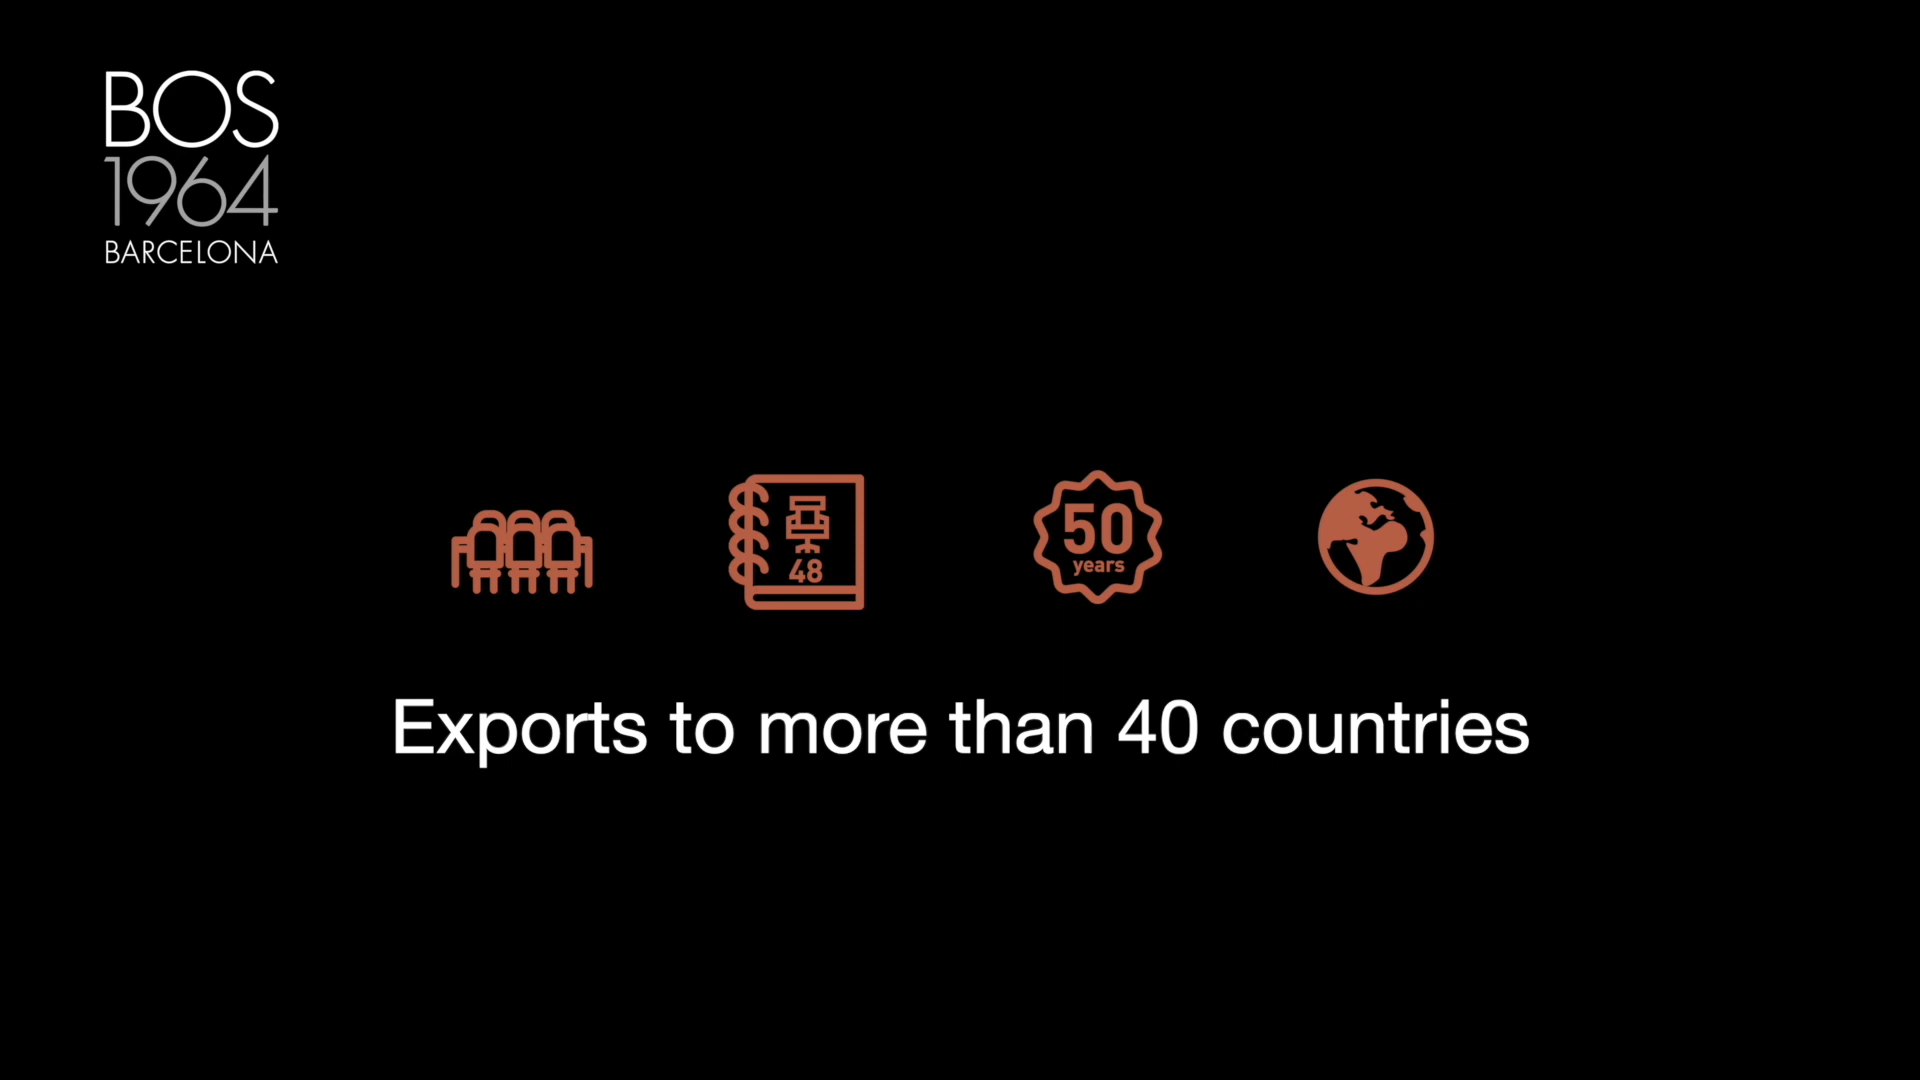 BOS
1964
BARCELONA
48
50
years
Exports to more than 40 countries